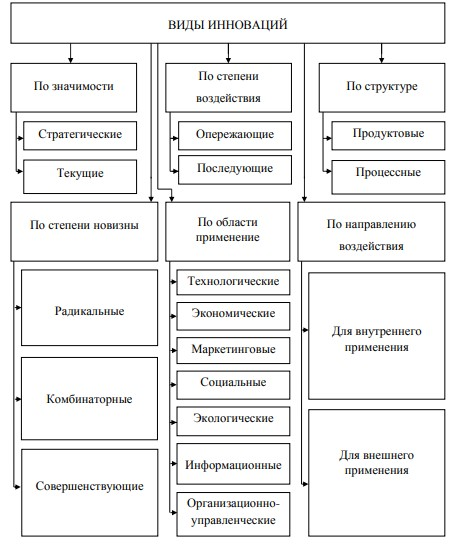 ВИДЫ ИННОВАЦИЙ
По значимости
Стратегические
Текущие
По степени
воздействия
Опережающие
Последующие
По структуре
Продуктовые
Процессные
По степени новизны
Радикальные
Комбинаторные
Совершенствующие
По области
применение
Технологические
Экономические
Маркетинговые
Социальные
Экологические
Информационные
Организационно-
управленческие
По направлению
воздействия
Для внутреннего
применения
Для внешнего
применения